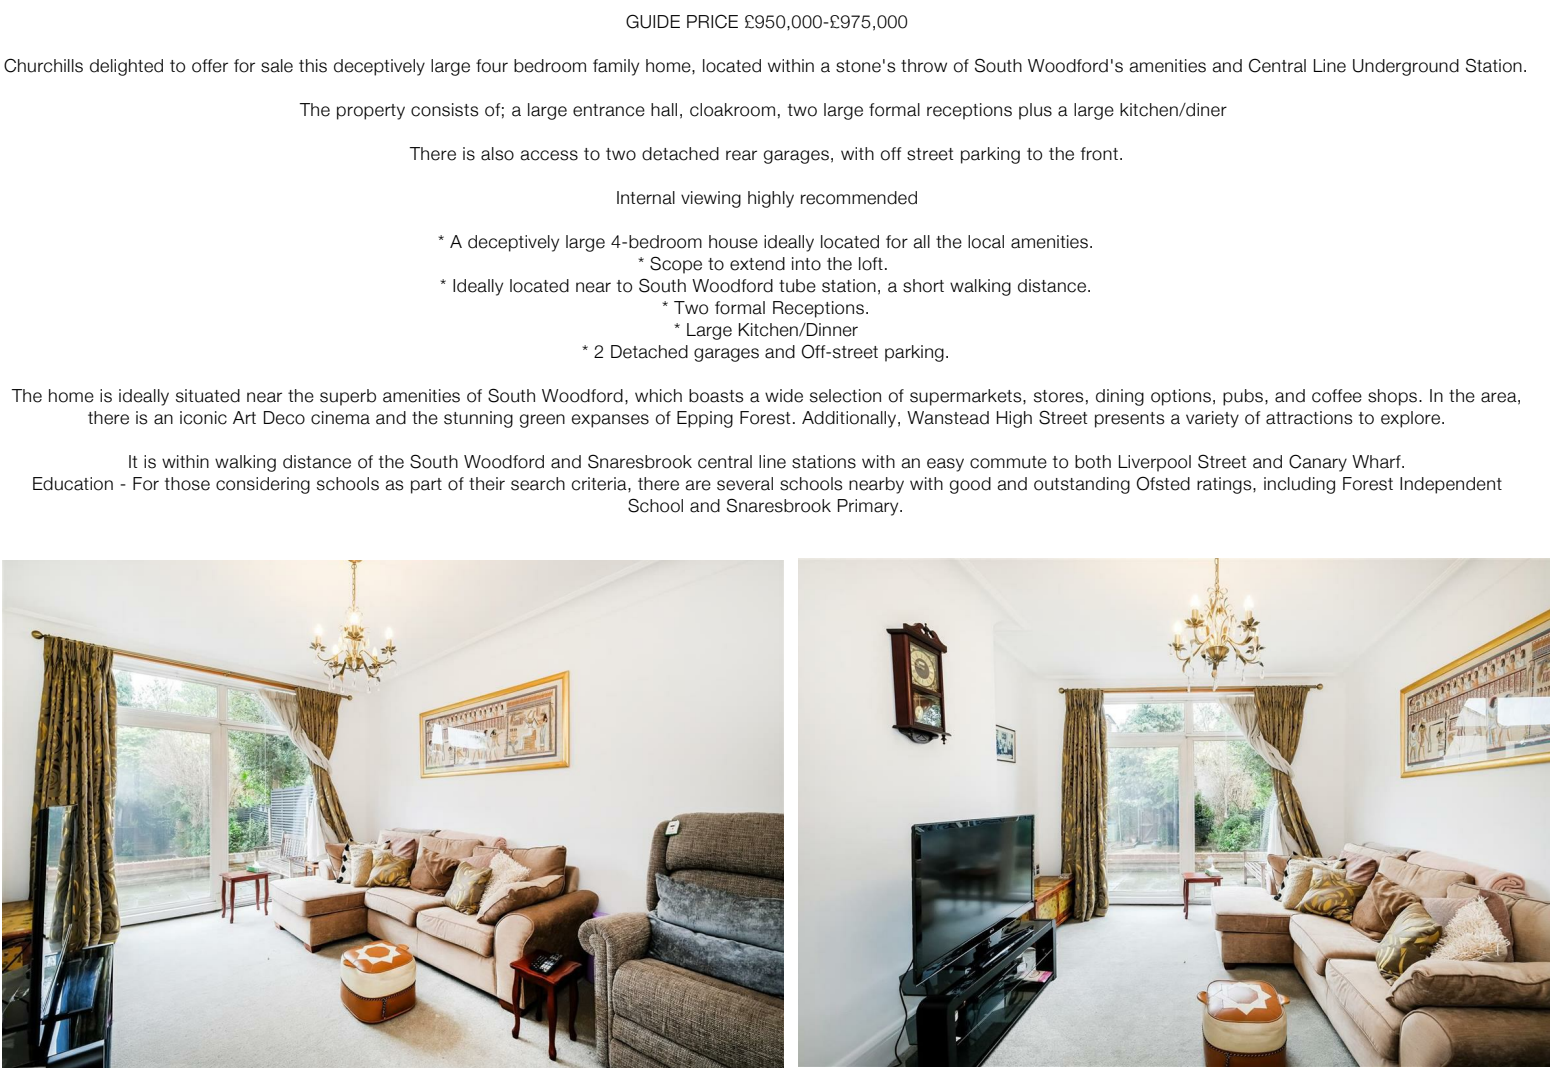 GUIDE PRICE £950,000-£975,000
Churchills delighted to offer for sale this deceptively large four bedroom family home, located within a stone's throw of South Woodford's amenities and Central Line Underground Station.
The property consists of; a large entrance hall, cloakroom, two large formal receptions plus a large kitchen/diner
There is also access to two detached rear garages, with off street parking to the front.
Internal viewing highly recommended
* A deceptively large 4-bedroom house ideally located for all the local amenities.
* Scope to extend into the loft.
* Ideally located near to South Woodford tube station, a short walking distance.
* Two formal Receptions.
* Large Kitchen/Dinner
* 2 Detached garages and Off-street parking.
The home is ideally situated near the superb amenities of South Woodford, which boasts a wide selection of supermarkets, stores, dining options, pubs, and coffee shops. In the area,
there is an iconic Art Deco cinema and the stunning green expanses of Epping Forest. Additionally, Wanstead High Street presents a variety of attractions to explore.
It is within walking distance of the South Woodford and Snaresbrook central line stations with an easy commute to both Liverpool Street and Canary Wharf.
Education - For those considering schools as part of their search criteria, there are several schools nearby with good and outstanding Ofsted ratings, including Forest Independent
School and Snaresbrook Primary.